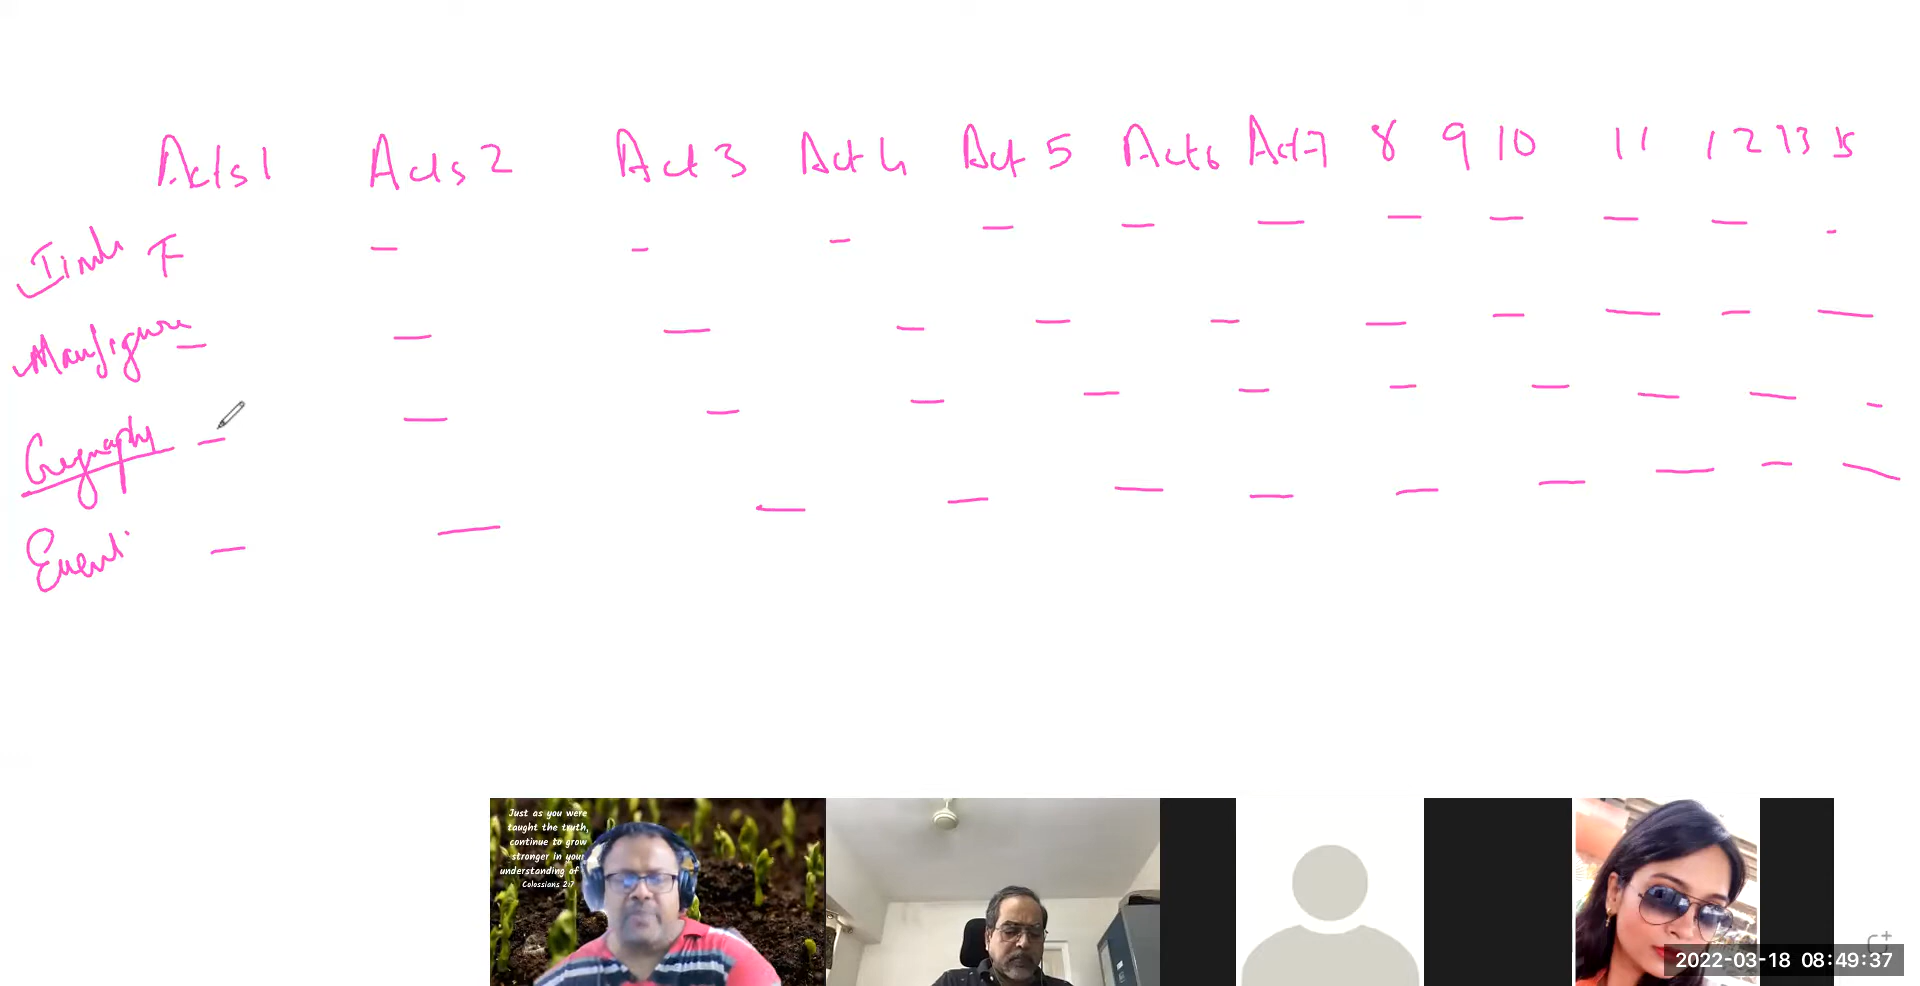 Acts 1 Acts 2 Act 3 Act 4 Act 5 Act 6 Act 7 8 9 10 11 12 13 15
F
Geography
Event
Just as you were
taught the truth,
continue to grow
stronger in your
understanding of
Colossians 2:7
2022-03-18 08:49:37